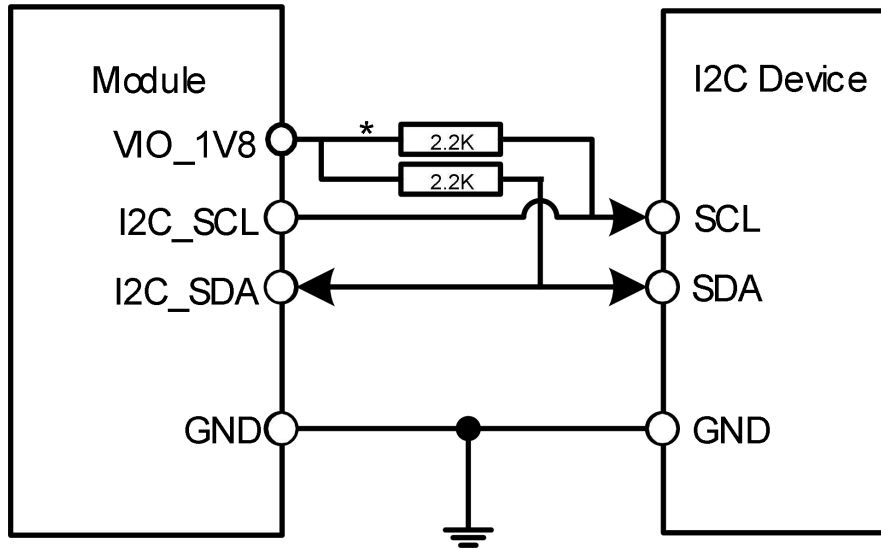 Module
I2C Device
VIO_1V8
*
2.2K
2.2K
I2C_SCL
SCL
I2C_SDA
SDA
GND
GND